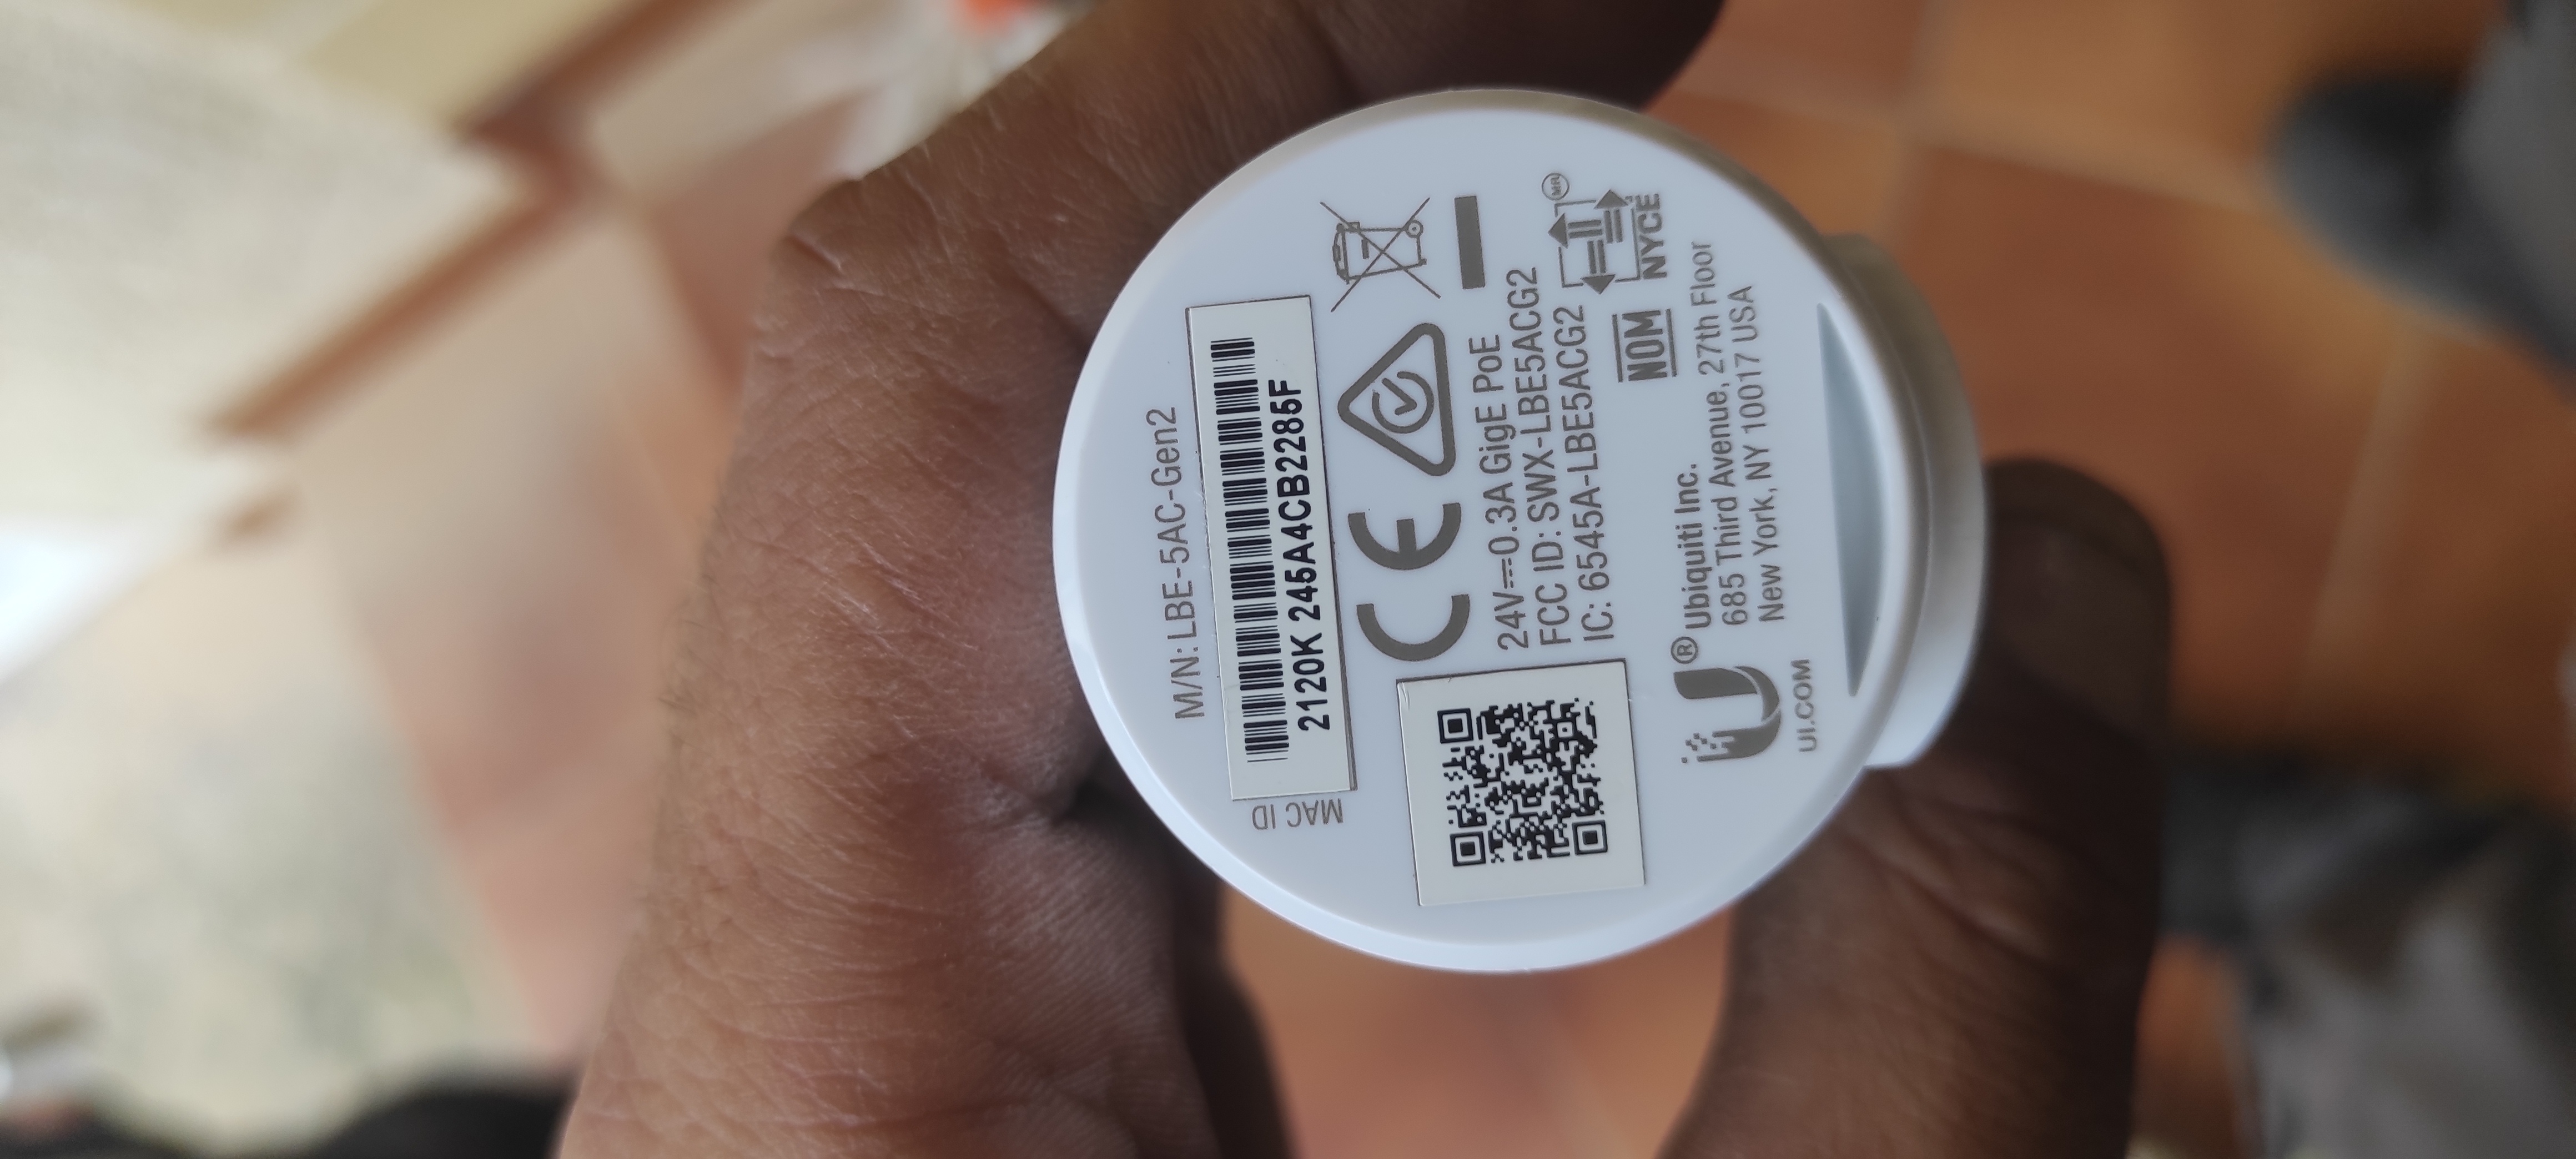 M/N: LBE-5AC-Gen2
MAC ID
2120K 245A4CB2285F
CE
24V⎓0.3A GigE PoE
FCC ID: SWX-LBE5ACG2
IC: 6545A-LBE5ACG2
MR
NOM
NYCE
U®
Ubiquiti Inc.
685 Third Avenue, 27th Floor
New York, NY 10017 USA
UI.COM